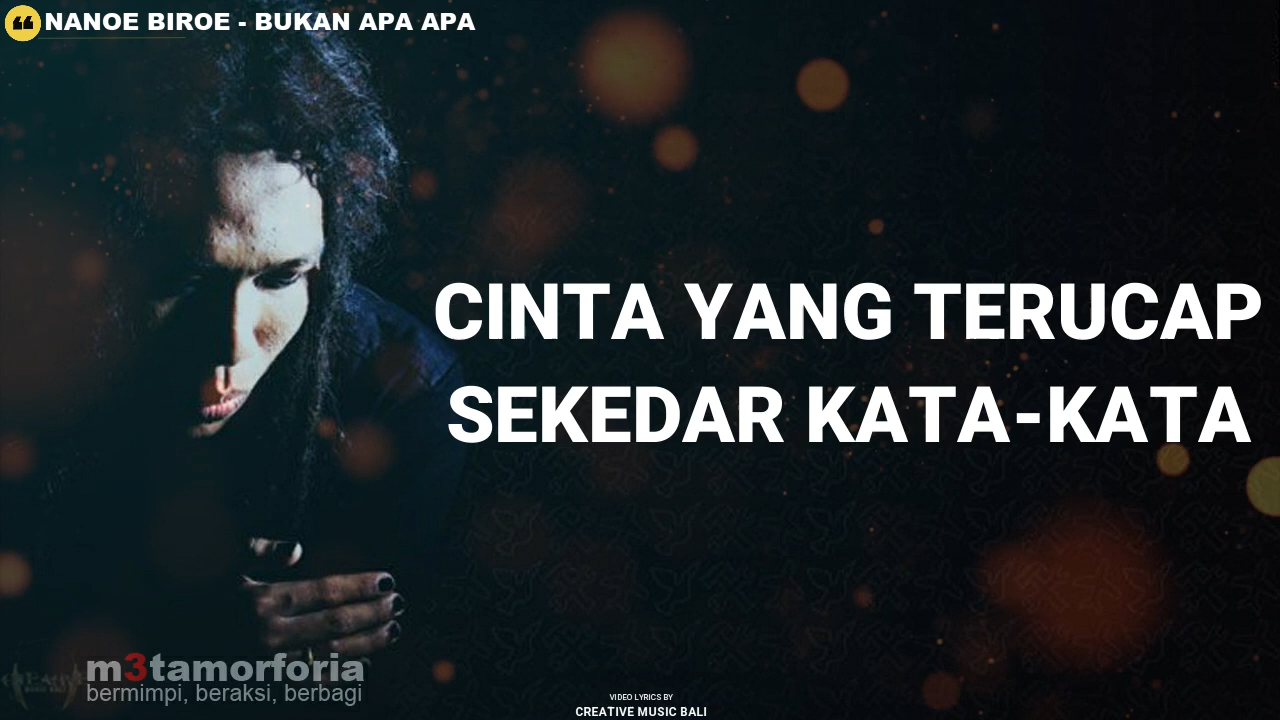 NANOE BIROE - BUKAN APA APA
CINTA YANG TERUCAP
SEKEDAR KATA-KATA
m3tamorforia
bermimpi, beraksi, berbagi
VIDEO LYRICS BY
CREATIVE MUSIC BALI